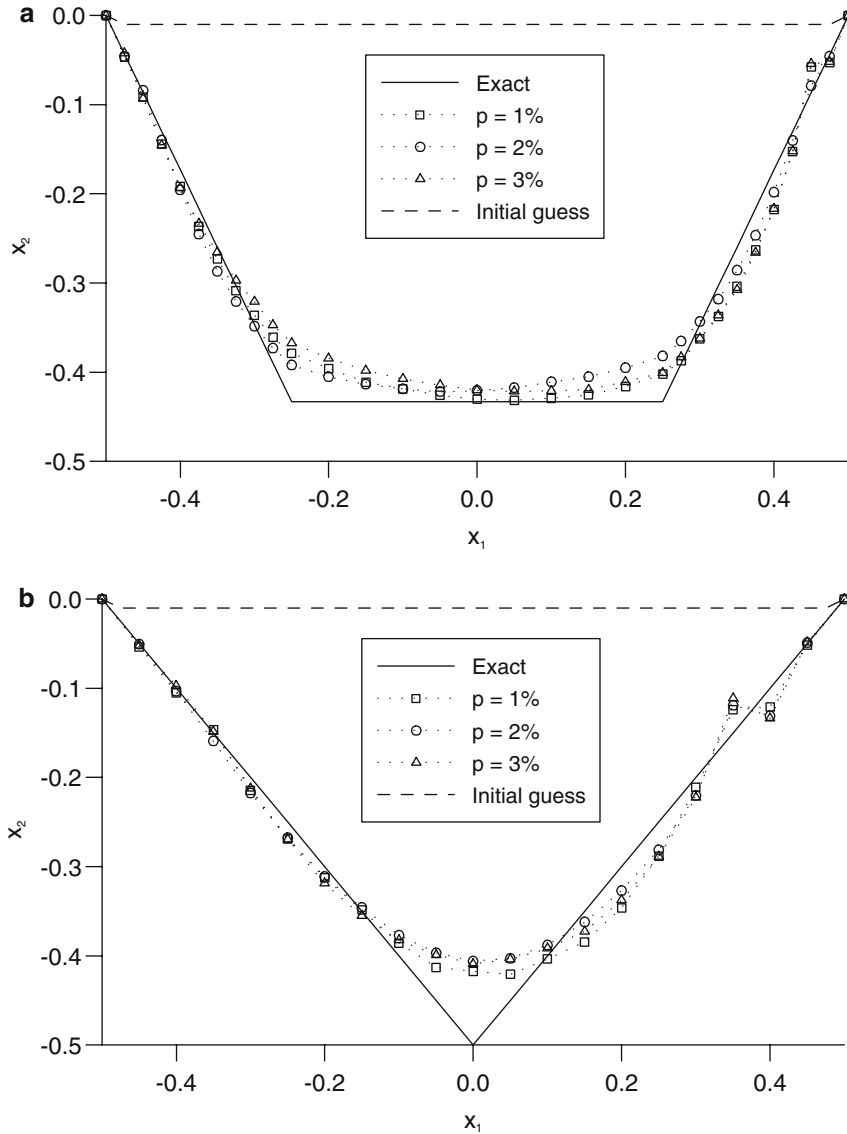 a
0.0
-0.1
-0.2
-0.3
-0.4
-0.5
x₂
Exact
p = 1%
p = 2%
p = 3%
Initial guess
-0.4
-0.2
0.0
0.2
0.4
x₁
b
0.0
-0.1
-0.2
-0.3
-0.4
-0.5
x₂
Exact
p = 1%
p = 2%
p = 3%
Initial guess
-0.4
-0.2
0.0
0.2
0.4
x₁